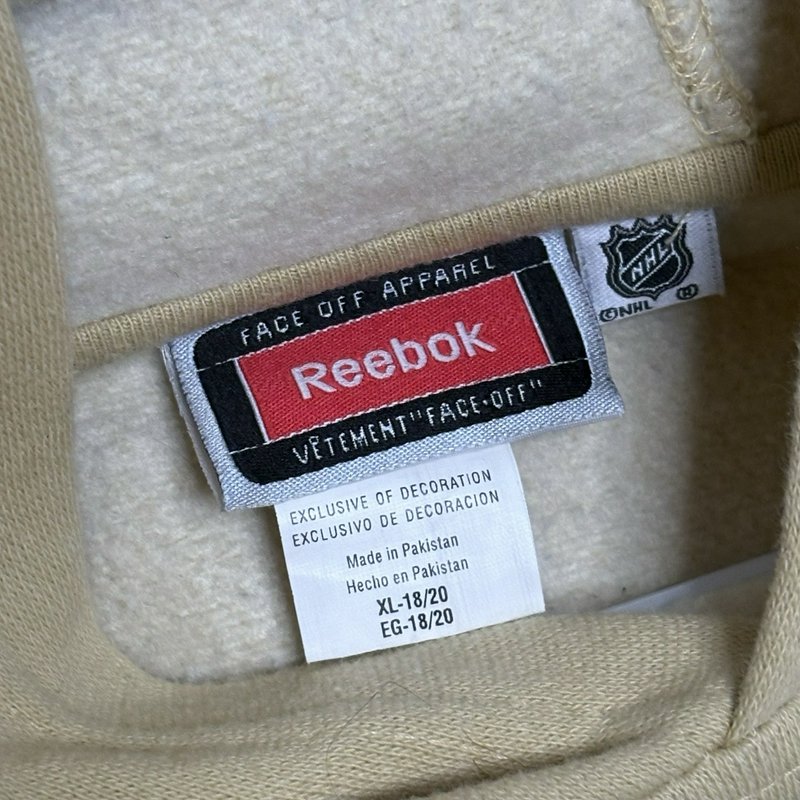 FACE OFF APPAREL
Reebok
VÊTEMENT "FACE-OFF"
NHL
©NHL ®
EXCLUSIVE OF DECORATION
EXCLUSIVO DE DECORACION
Made in Pakistan
Hecho en Pakistan
XL-18/20
EG-18/20